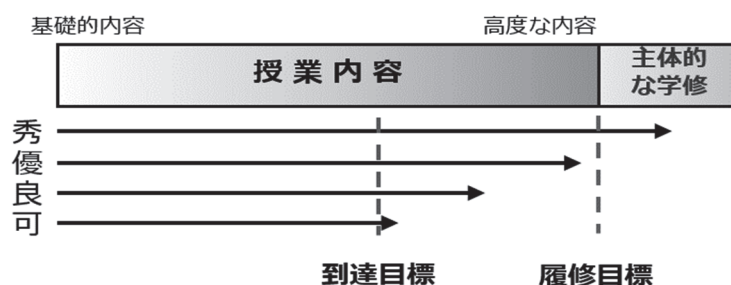 基礎的内容
高度な内容
授業内容
主体的
な学修
秀
優
良
可
到達目標
履修目標